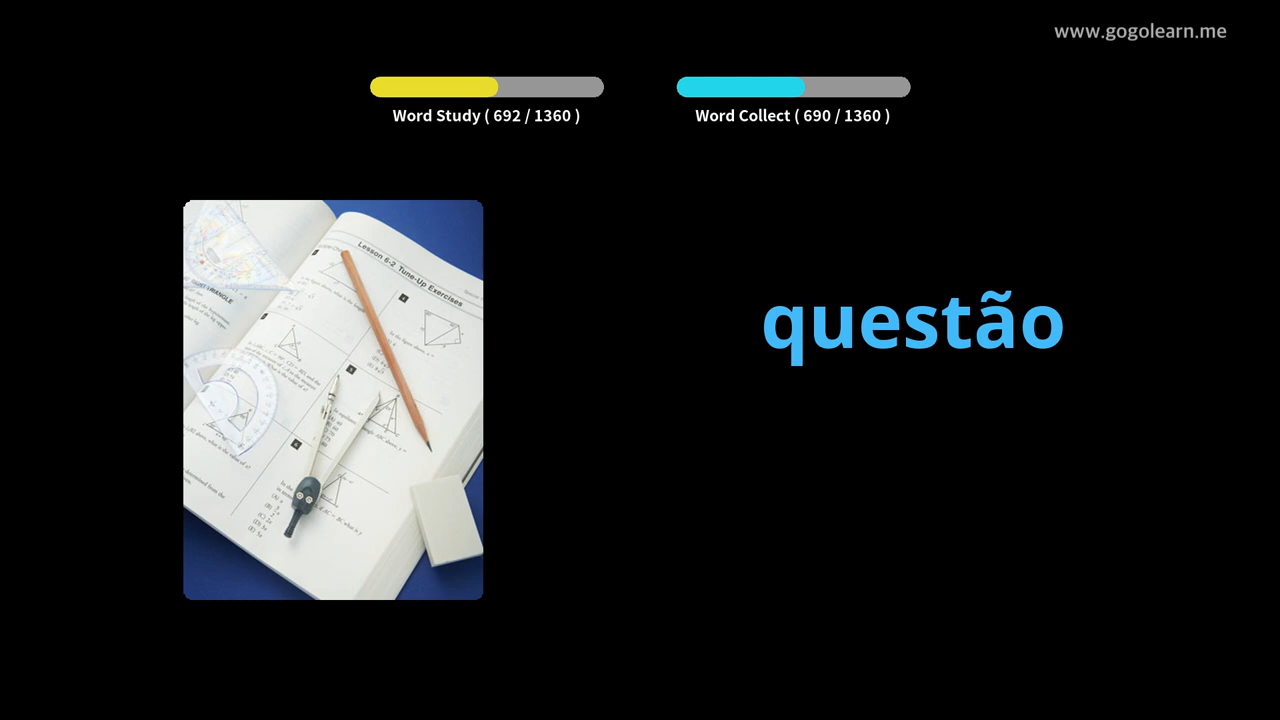 www.gogolearn.me
Word Study ( 692 / 1360 )
Word Collect ( 690 / 1360 )
Lesson 6-2 Tune-Up Exercises
questão